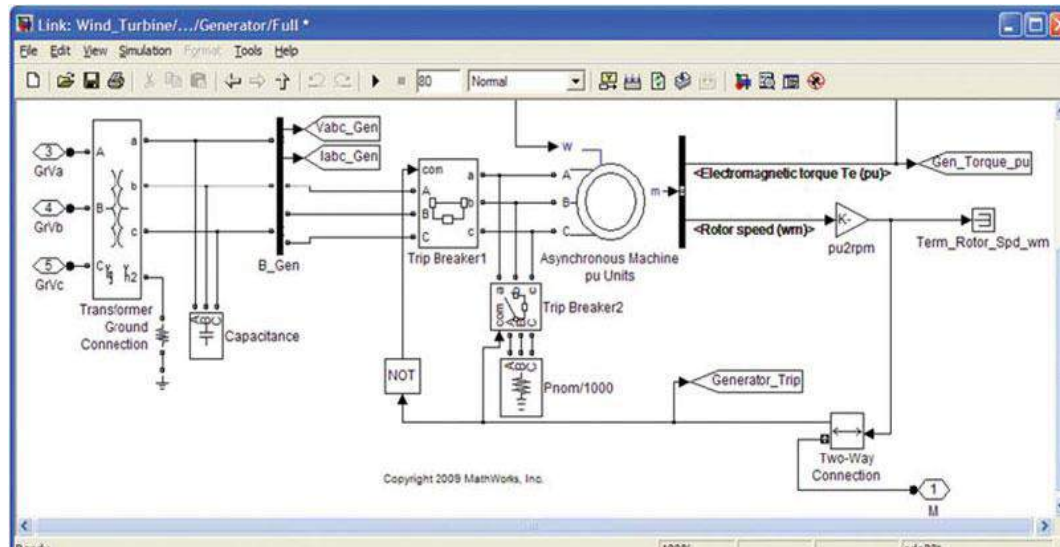 Link: Wind_Turbine/.../Generator/Full *
File Edit View Simulation Format Tools Help
80 Normal
3
GrVa
4
GrVb
5
GrVc
A
B
C
a
b
c
n2
Transformer
Ground
Connection
A B C
Capacitance
B_Gen
Vabc_Gen
Iabc_Gen
com
A
B
C
a
b
c
Trip Breaker1
NOT
w
A
B
C
m
Asynchronous Machine
pu Units
com
a b c
A B C
Trip Breaker2
A B C
Pnom/1000
<Electromagnetic torque Te (pu)>
<Rotor speed (wm)>
Gen_Torque_pu
K-
pu2rpm
Term_Rotor_Spd_wm
Generator_Trip
Two-Way
Connection
1
M
Copyright 2009 MathWorks, Inc.